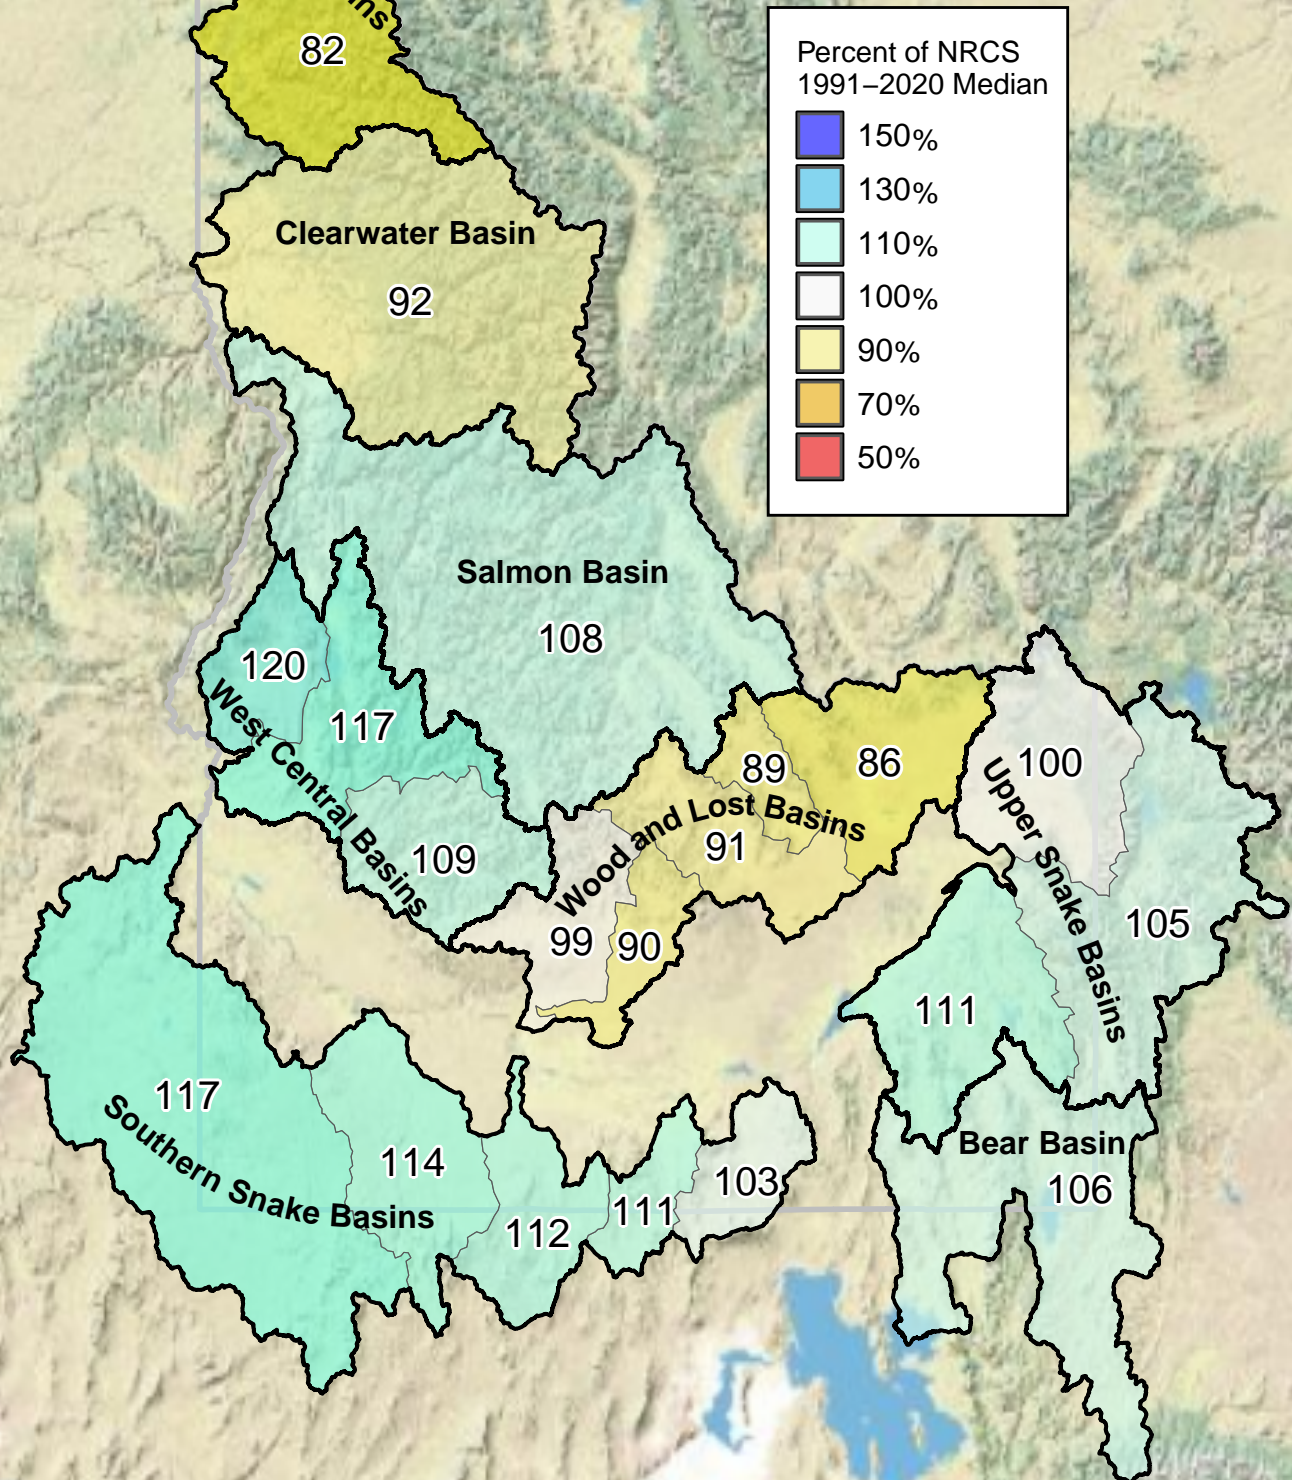 ins
82
Percent of NRCS
1991–2020 Median
150%
130%
110%
100%
90%
70%
50%
Clearwater Basin
92
Salmon Basin
108
120
117
West Central Basins
109
89
86
Wood and Lost Basins
91
99
90
100
Upper Snake Basins
105
111
117
Southern Snake Basins
114
112
111
103
Bear Basin
106